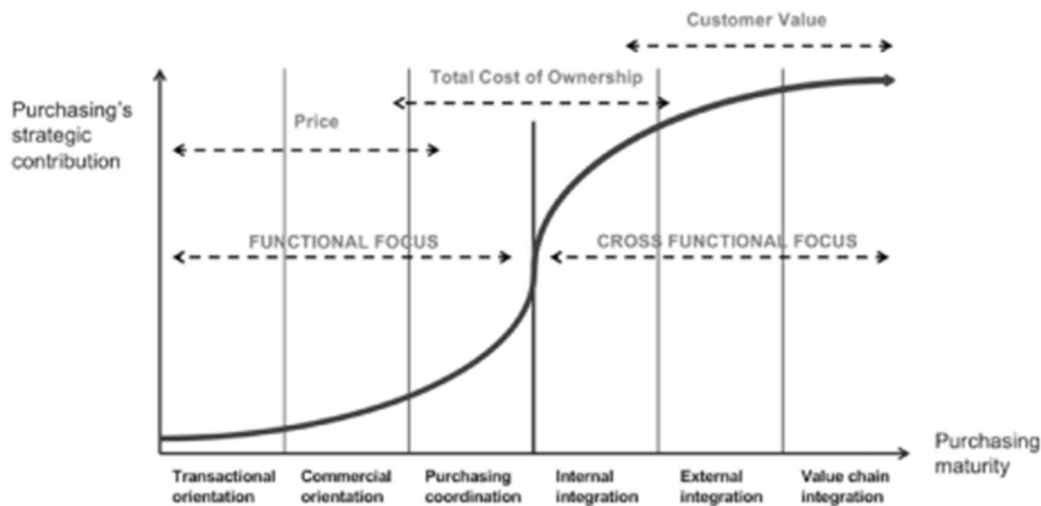 Customer Value
Total Cost of Ownership
Purchasing's
strategic
contribution
Price
FUNCTIONAL FOCUS
CROSS FUNCTIONAL FOCUS
Purchasing
maturity
Transactional
orientation
Commercial
orientation
Purchasing
coordination
Internal
integration
External
integration
Value chain
integration